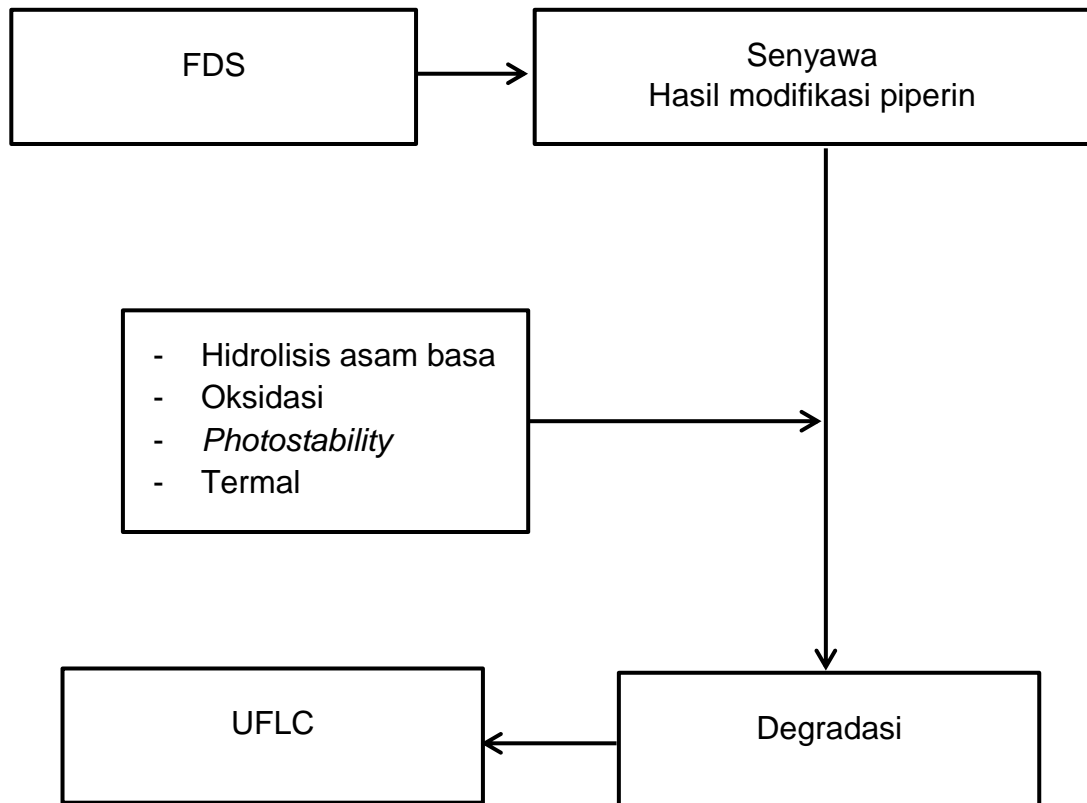 FDS
Senyawa
Hasil modifikasi piperin
- Hidrolisis asam basa
- Oksidasi
- Photostability
- Termal
UFLC
Degradasi